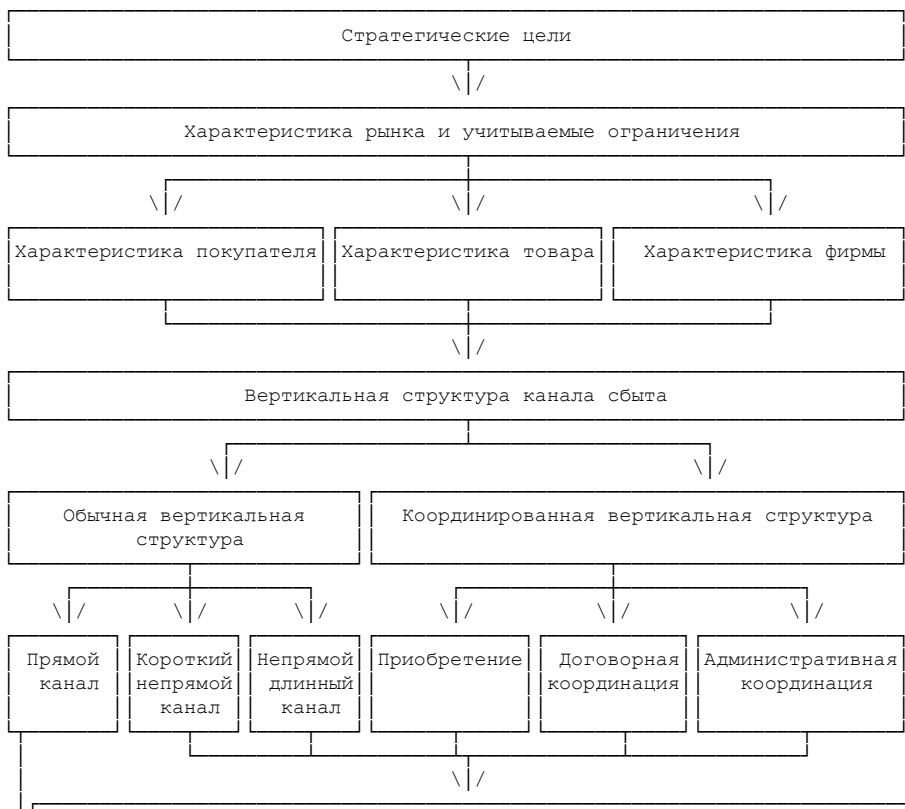 Стратегические цели
Характеристика рынка и учитываемые ограничения
Характеристика покупателя
Характеристика товара
Характеристика фирмы
Вертикальная структура канала сбыта
Обычная вертикальная
структура
Координированная вертикальная структура
Прямой
канал
Короткий
непрямой
канал
Непрямой
длинный
канал
Приобретение
Договорная
координация
Административная
координация